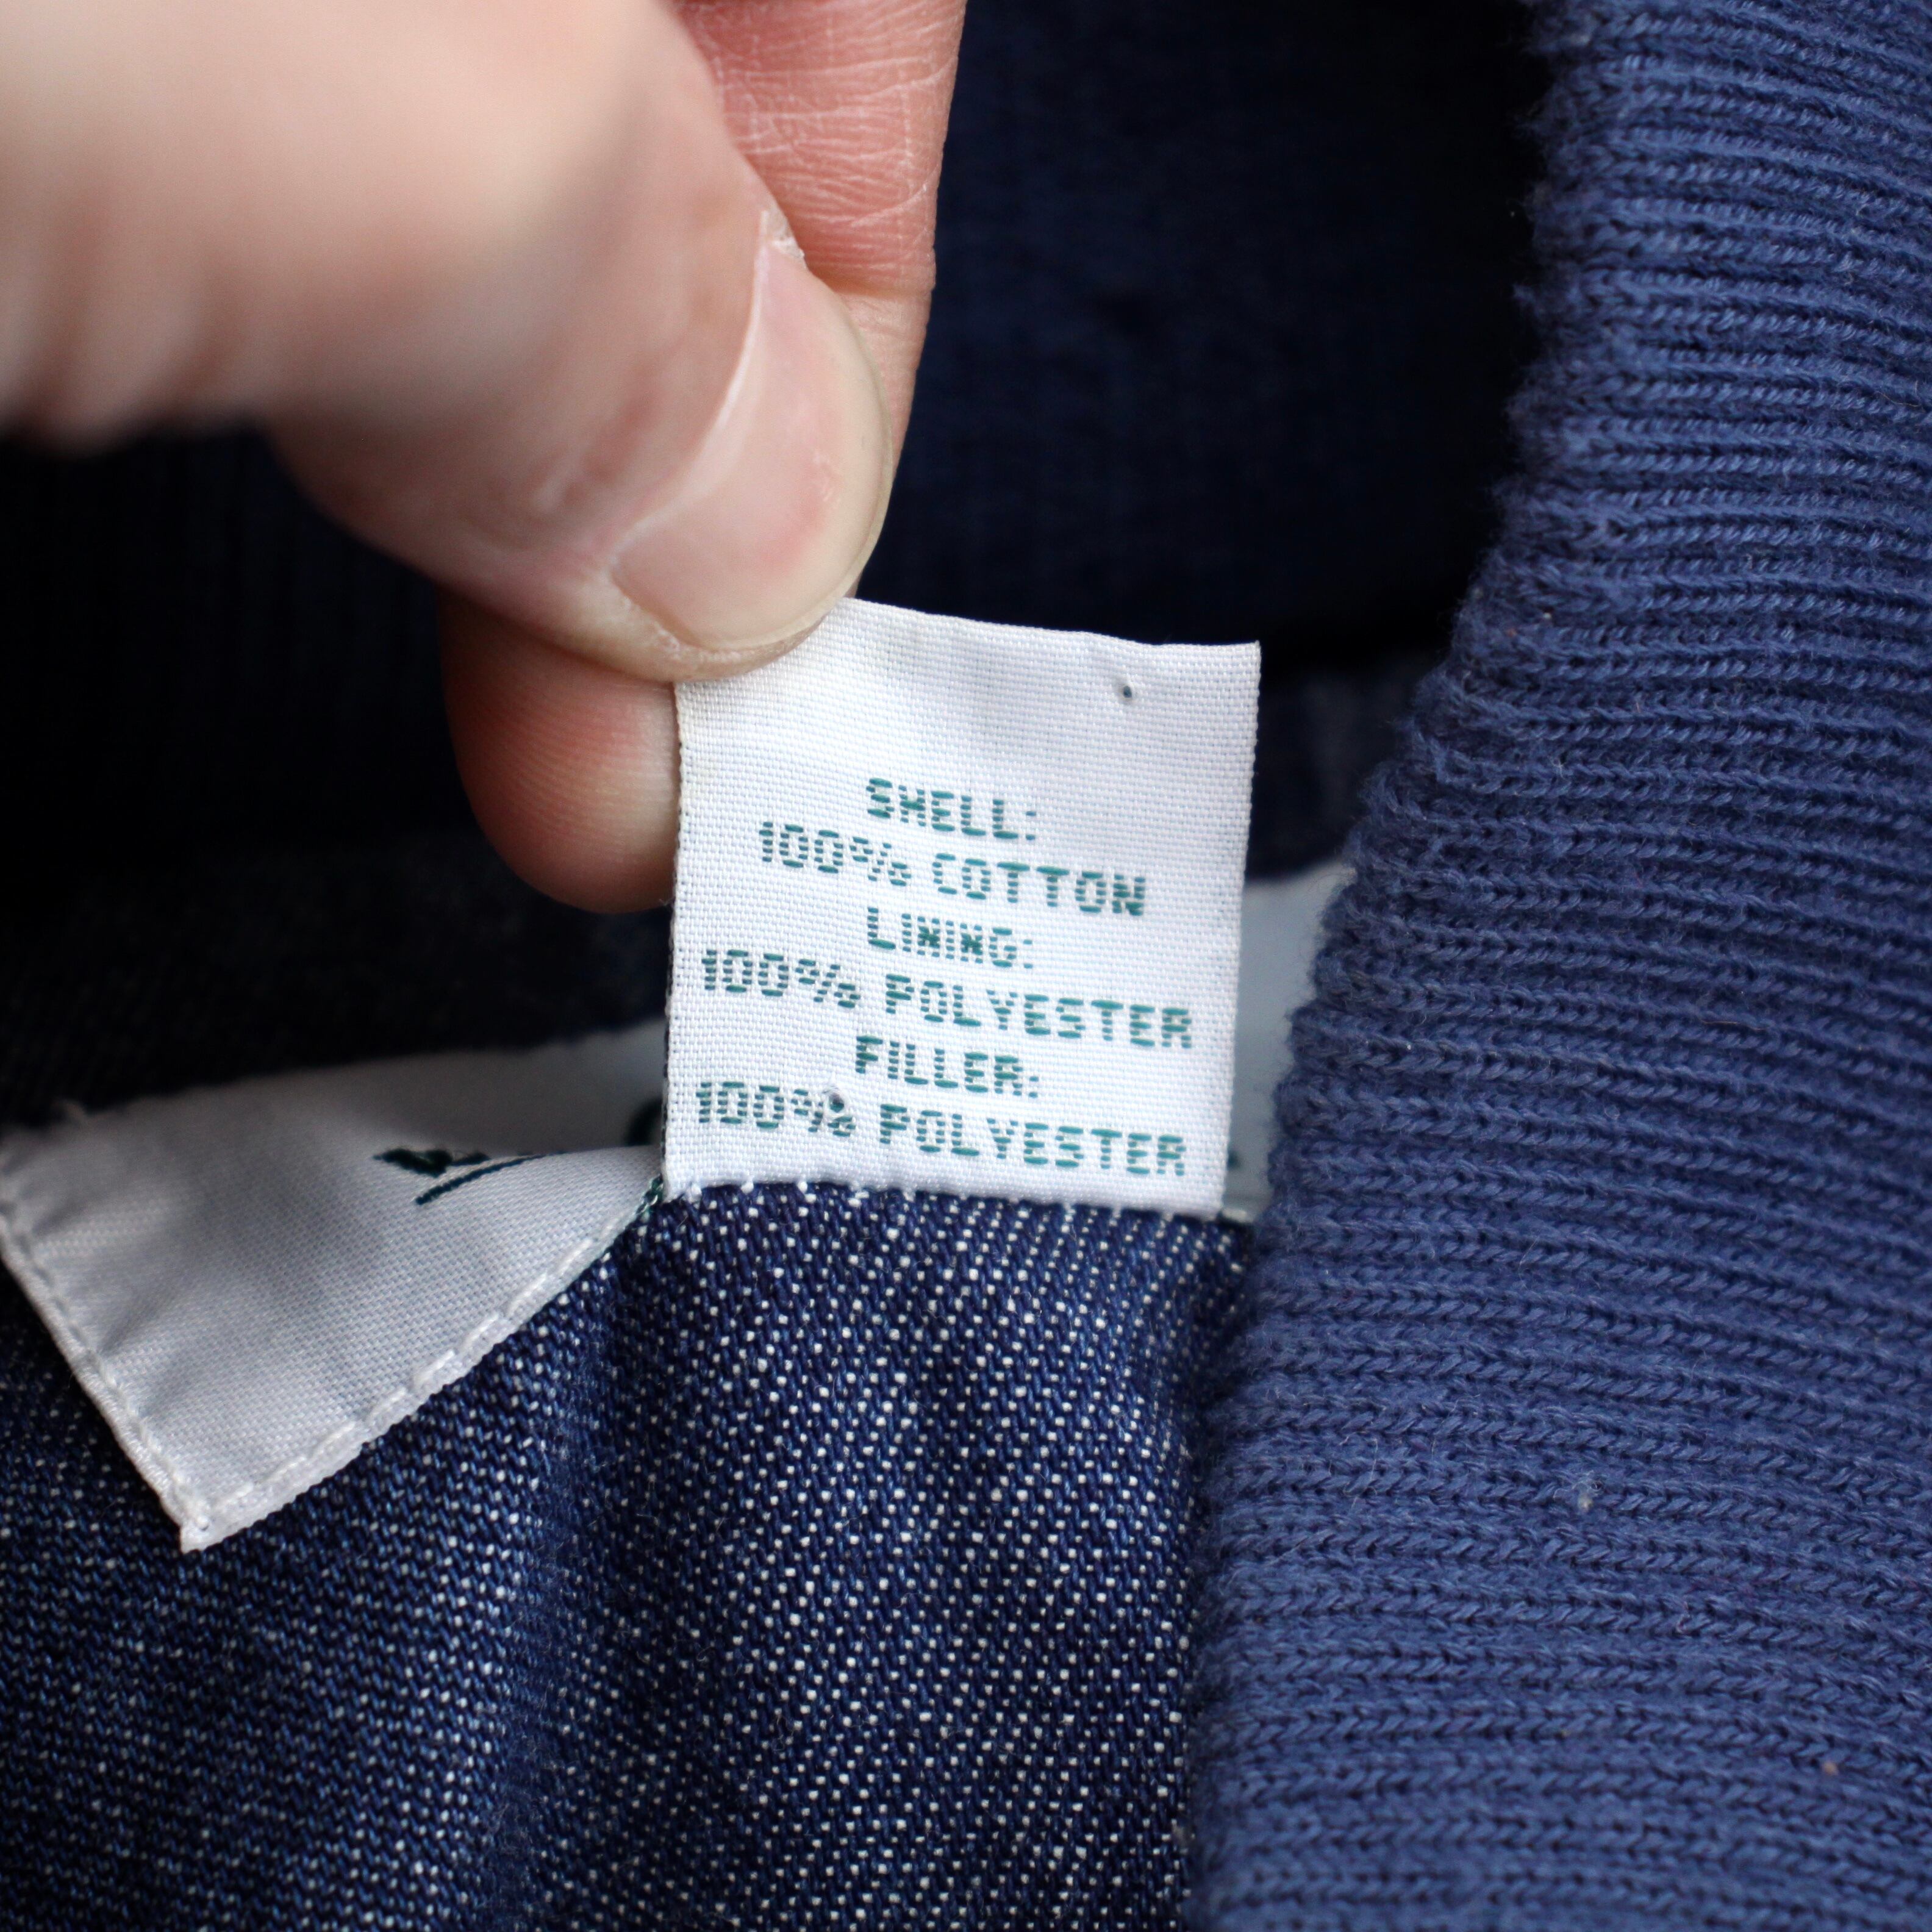 SHELL:
100% COTTON
LINING:
100% POLYESTER
FILLER:
100% POLYESTER